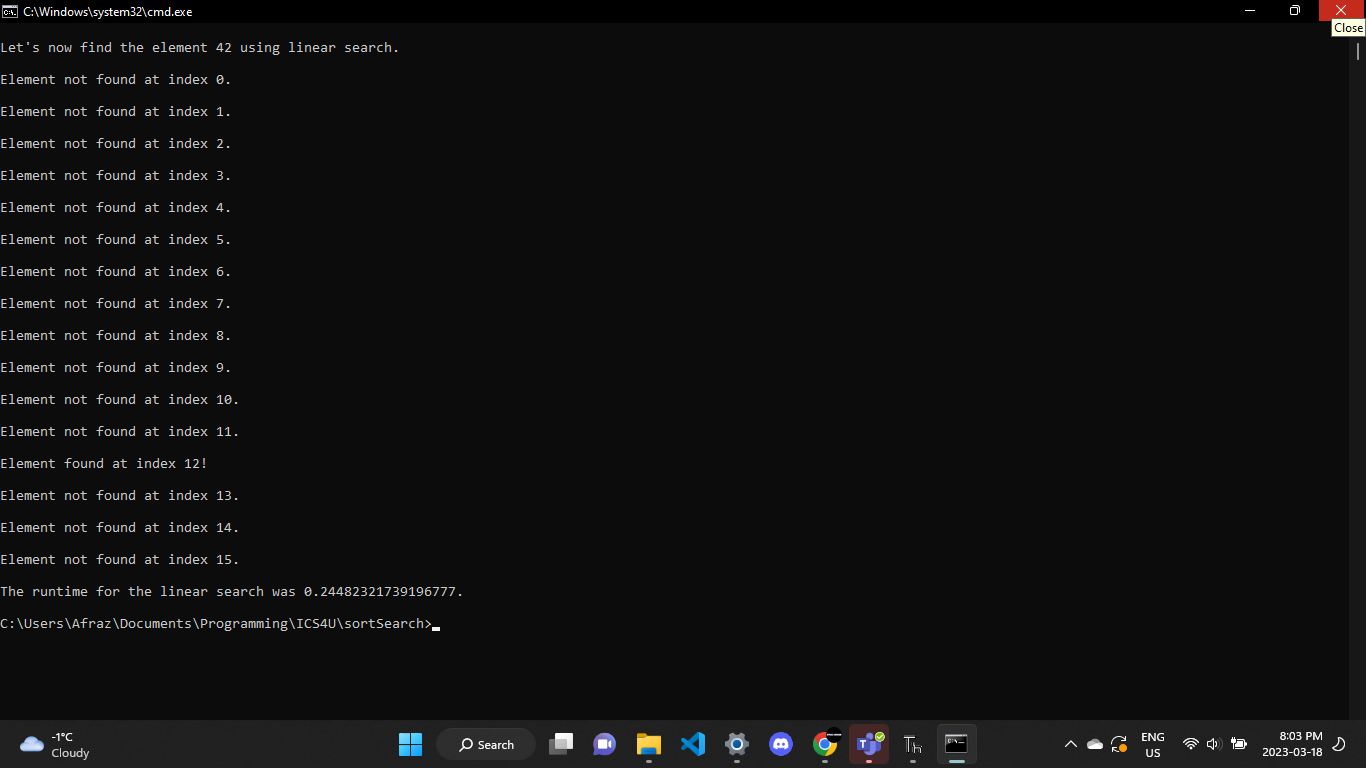 C:\Windows\system32\cmd.exe
Close
Let's now find the element 42 using linear search.
Element not found at index 0.
Element not found at index 1.
Element not found at index 2.
Element not found at index 3.
Element not found at index 4.
Element not found at index 5.
Element not found at index 6.
Element not found at index 7.
Element not found at index 8.
Element not found at index 9.
Element not found at index 10.
Element not found at index 11.
Element found at index 12!
Element not found at index 13.
Element not found at index 14.
Element not found at index 15.
The runtime for the linear search was 0.24482321739196777.
C:\Users\Afraz\Documents\Programming\ICS4U\sortSearch>
-1°C
Cloudy
Search
ENG
US
8:03 PM
2023-03-18